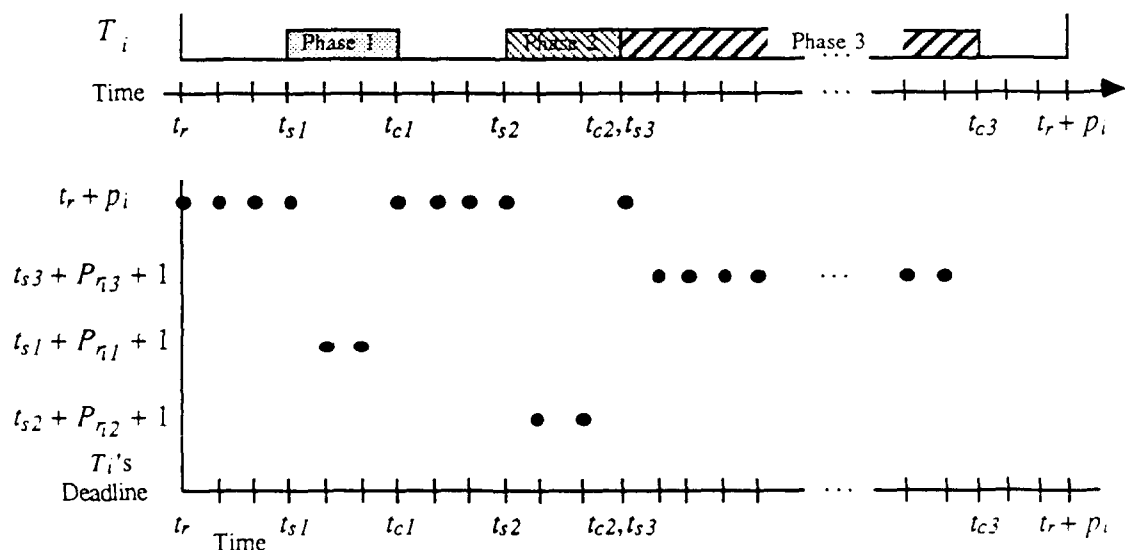 T i
Phase 1
Phase 2
Phase 3
...
Time
...
t_r t_s1 t_c1 t_s2 t_c2, t_s3 t_c3 t_r + p_i
t_r + p_i
t_s3 + P_ri3 + 1
...
t_s1 + P_ri1 + 1
t_s2 + P_ri2 + 1
T_i's
Deadline
...
t_r t_s1 t_c1 t_s2 t_c2, t_s3 t_c3 t_r + p_i
Time